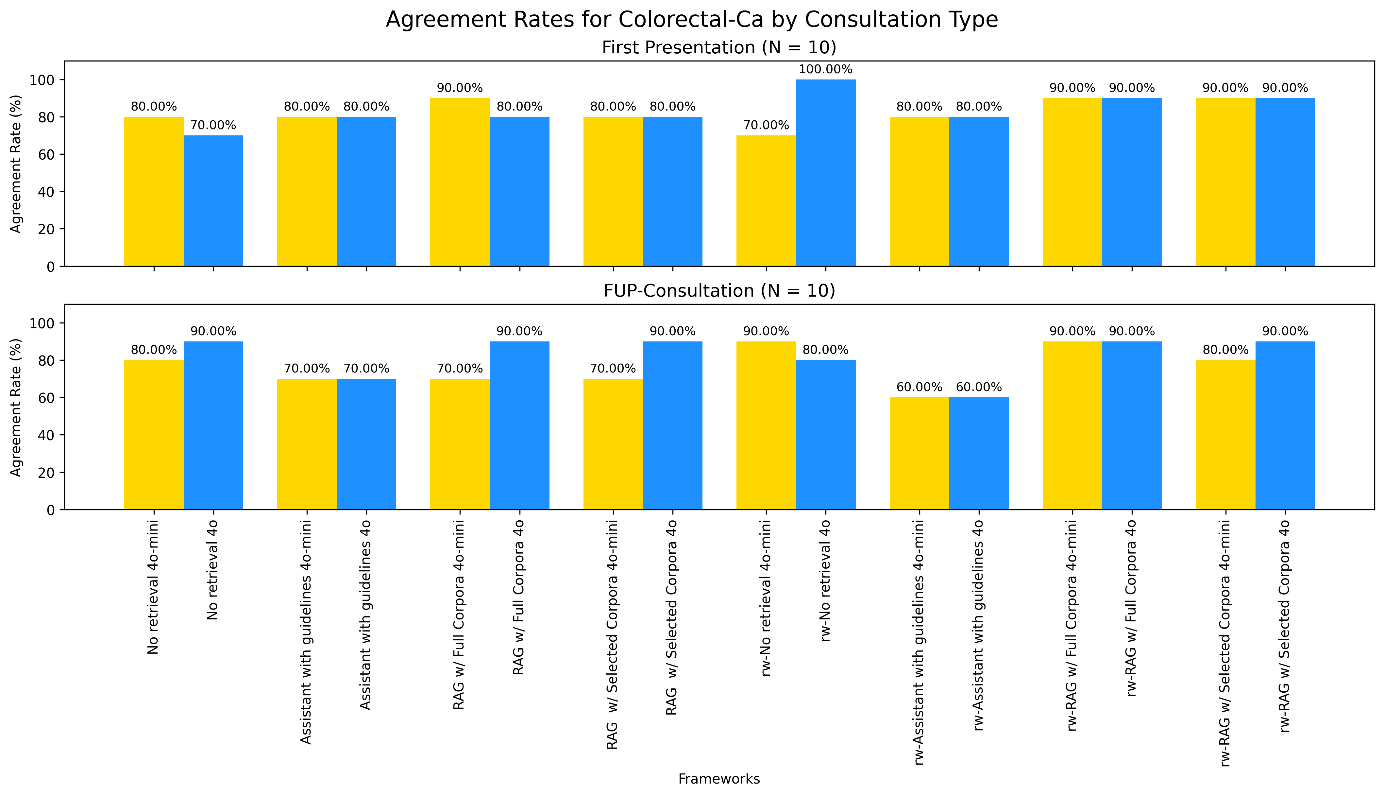 Agreement Rates for Colorectal-Ca by Consultation Type
First Presentation (N = 10)
Agreement Rate (%)
100
80
60
40
20
0
80.00%
70.00%
80.00%
80.00%
90.00%
80.00%
80.00%
80.00%
70.00%
100.00%
80.00%
80.00%
90.00%
90.00%
90.00%
90.00%
FUP-Consultation (N = 10)
Agreement Rate (%)
100
80
60
40
20
0
80.00%
90.00%
70.00%
70.00%
70.00%
90.00%
70.00%
90.00%
90.00%
80.00%
60.00%
60.00%
90.00%
90.00%
80.00%
90.00%
No retrieval 4o-mini
No retrieval 4o
Assistant with guidelines 4o-mini
Assistant with guidelines 4o
RAG w/ Full Corpora 4o-mini
RAG w/ Full Corpora 4o
RAG  w/ Selected Corpora 4o-mini
RAG  w/ Selected Corpora 4o
rw-No retrieval 4o-mini
rw-No retrieval 4o
rw-Assistant with guidelines 4o-mini
rw-Assistant with guidelines 4o
rw-RAG w/ Full Corpora 4o-mini
rw-RAG w/ Full Corpora 4o
rw-RAG w/ Selected Corpora 4o-mini
rw-RAG w/ Selected Corpora 4o
Frameworks